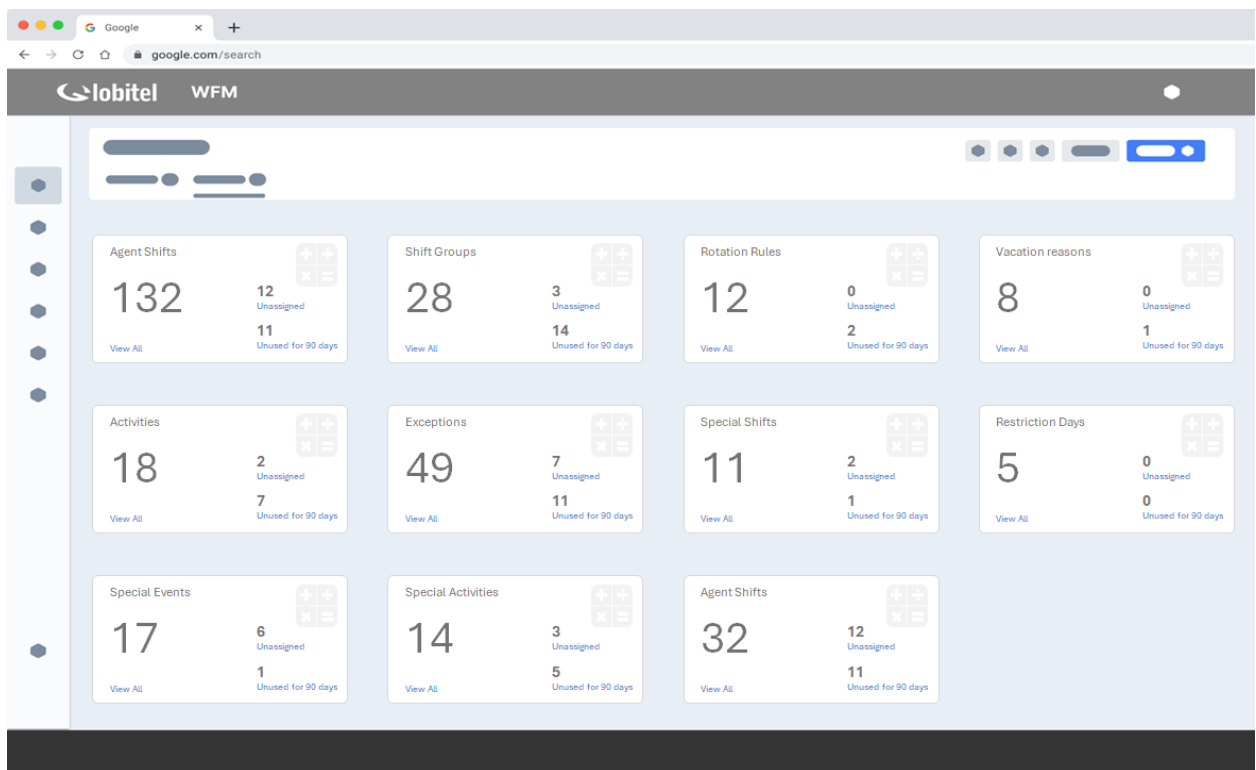 Google
google.com/search
lobitel WFM
Agent Shifts
132
12
Unassigned
11
Unused for 90 days
View All
Shift Groups
28
3
Unassigned
14
Unused for 90 days
View All
Rotation Rules
12
0
Unassigned
2
Unused for 90 days
View All
Vacation reasons
8
0
Unassigned
1
Unused for 90 days
View All
Activities
18
2
Unassigned
7
Unused for 90 days
View All
Exceptions
49
7
Unassigned
11
Unused for 90 days
View All
Special Shifts
11
2
Unassigned
1
Unused for 90 days
View All
Restriction Days
5
0
Unassigned
0
Unused for 90 days
View All
Special Events
17
6
Unassigned
1
Unused for 90 days
View All
Special Activities
14
3
Unassigned
5
Unused for 90 days
View All
Agent Shifts
32
12
Unassigned
11
Unused for 90 days
View All